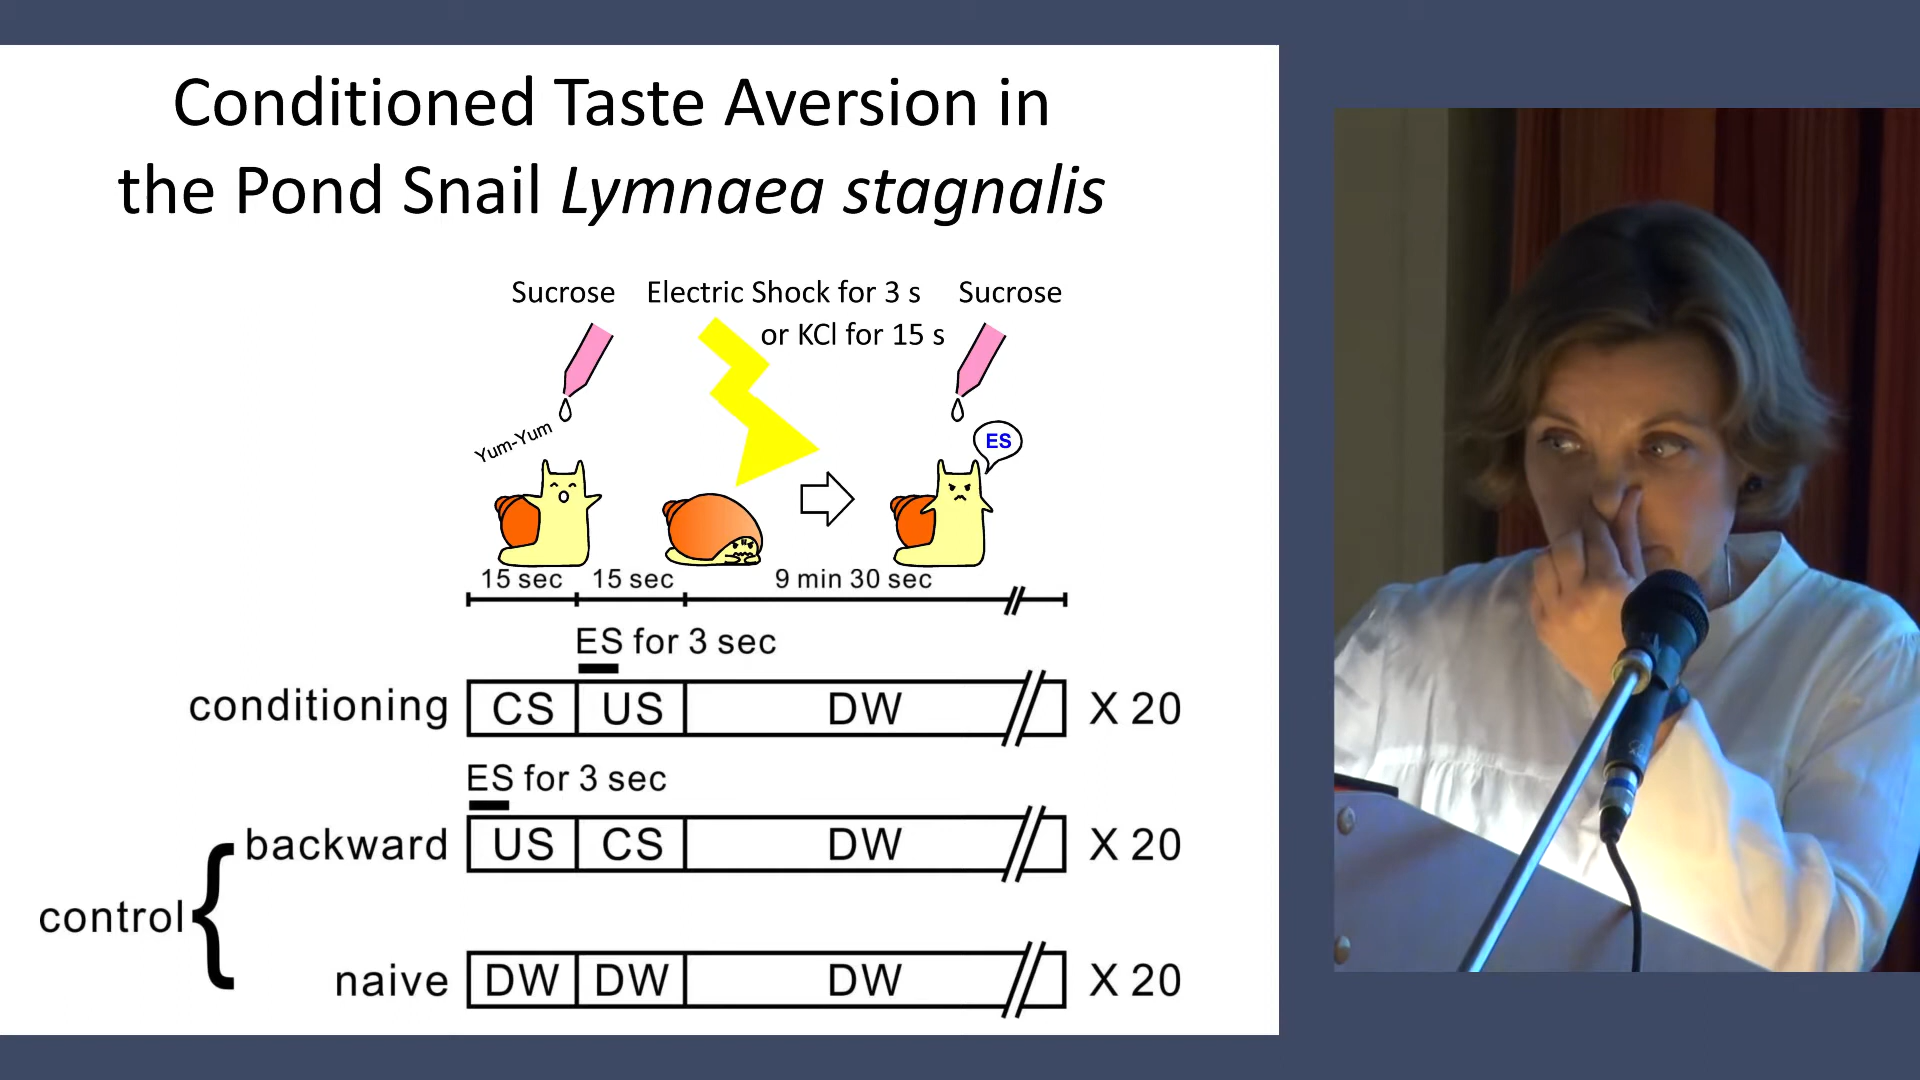 Conditioned Taste Aversion in
the Pond Snail Lymnaea stagnalis
Sucrose Electric Shock for 3 s Sucrose
or KCl for 15 s
Yum-Yum
ES
15 sec 15 sec 9 min 30 sec
ES for 3 sec
conditioning CS US DW X 20
ES for 3 sec
backward US CS DW X 20
control
naive DW DW DW X 20